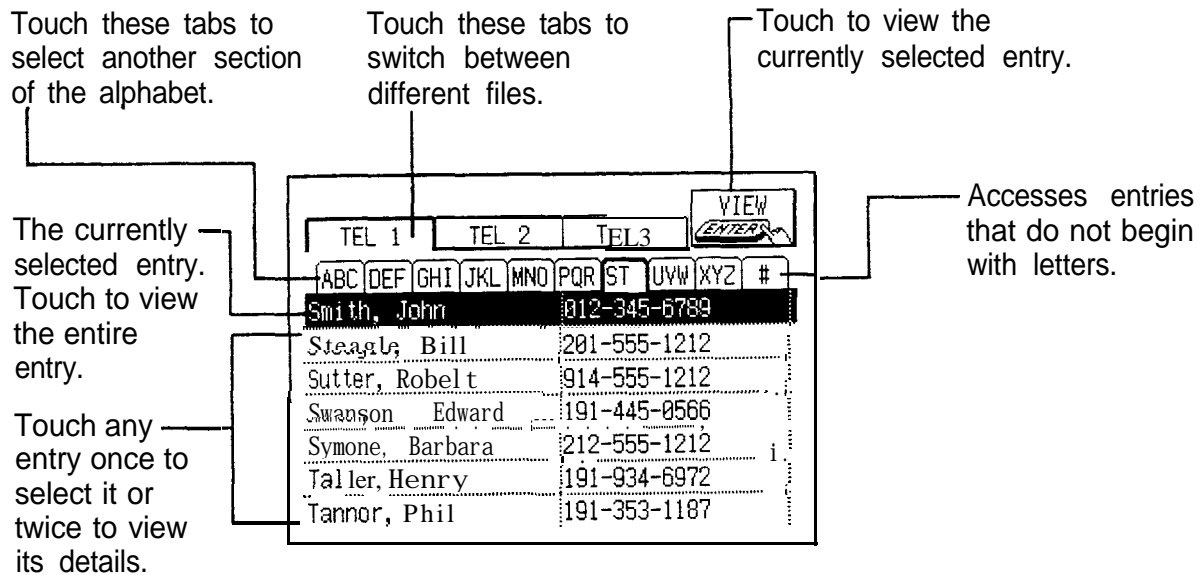 Touch these tabs to
select another section
of the alphabet.
Touch these tabs to
switch between
different files.
Touch to view the
currently selected entry.
VIEW
ENTER
TEL 1 TEL 2 TEL3
ABC DEF GHI JKL MNO PQR ST UVW XYZ #
Accesses entries
that do not begin
with letters.
The currently
selected entry.
Touch to view
the entire
entry.
Smith, John 012-345-6789
Steagle, Bill 201-555-1212
Sutter, Robelt 914-555-1212
Swanson Edward 191-445-0566
Symone, Barbara 212-555-1212
Taller, Henry 191-934-6972
Tannor, Phil 191-353-1187
Touch any
entry once to
select it or
twice to view
its details.